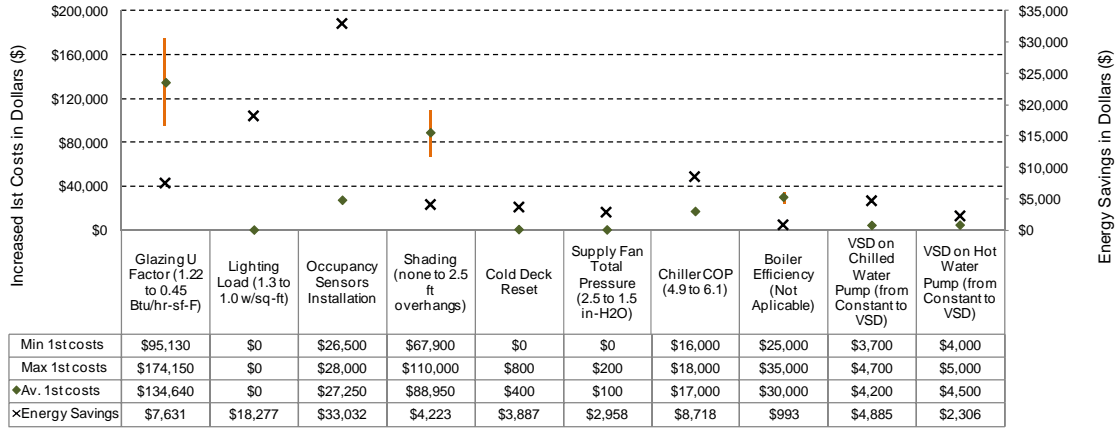 $200,000
$160,000
$120,000
$80,000
$40,000
$0
Increased Ist Costs in Dollars ($)
$35,000
$30,000
$25,000
$20,000
$15,000
$10,000
$5,000
$0
Energy Savings in Dollars ($)
Glazing U
Factor (1.22
to 0.45
Btu/hr-sf-F)
Lighting
Load (1.3 to
1.0 w/sq-ft)
Occupancy
Sensors
Installation
Shading
(none to 2.5
ft
overhangs)
Cold Deck
Reset
Supply Fan
Total
Pressure
(2.5 to 1.5
in-H2O)
Chiller COP
(4.9 to 6.1)
Boiler
Efficiency
(Not
Aplicable)
VSD on
Chilled
Water
Pump (from
Constant to
VSD)
VSD on Hot
Water
Pump (from
Constant to
VSD)
Min 1st costs $95,130 $0 $26,500 $67,900 $0 $0 $16,000 $25,000 $3,700 $4,000
Max 1st costs $174,150 $0 $28,000 $110,000 $800 $200 $18,000 $35,000 $4,700 $5,000
Av. 1st costs $134,640 $0 $27,250 $88,950 $400 $100 $17,000 $30,000 $4,200 $4,500
Energy Savings $7,631 $18,277 $33,032 $4,223 $3,887 $2,958 $8,718 $993 $4,885 $2,306